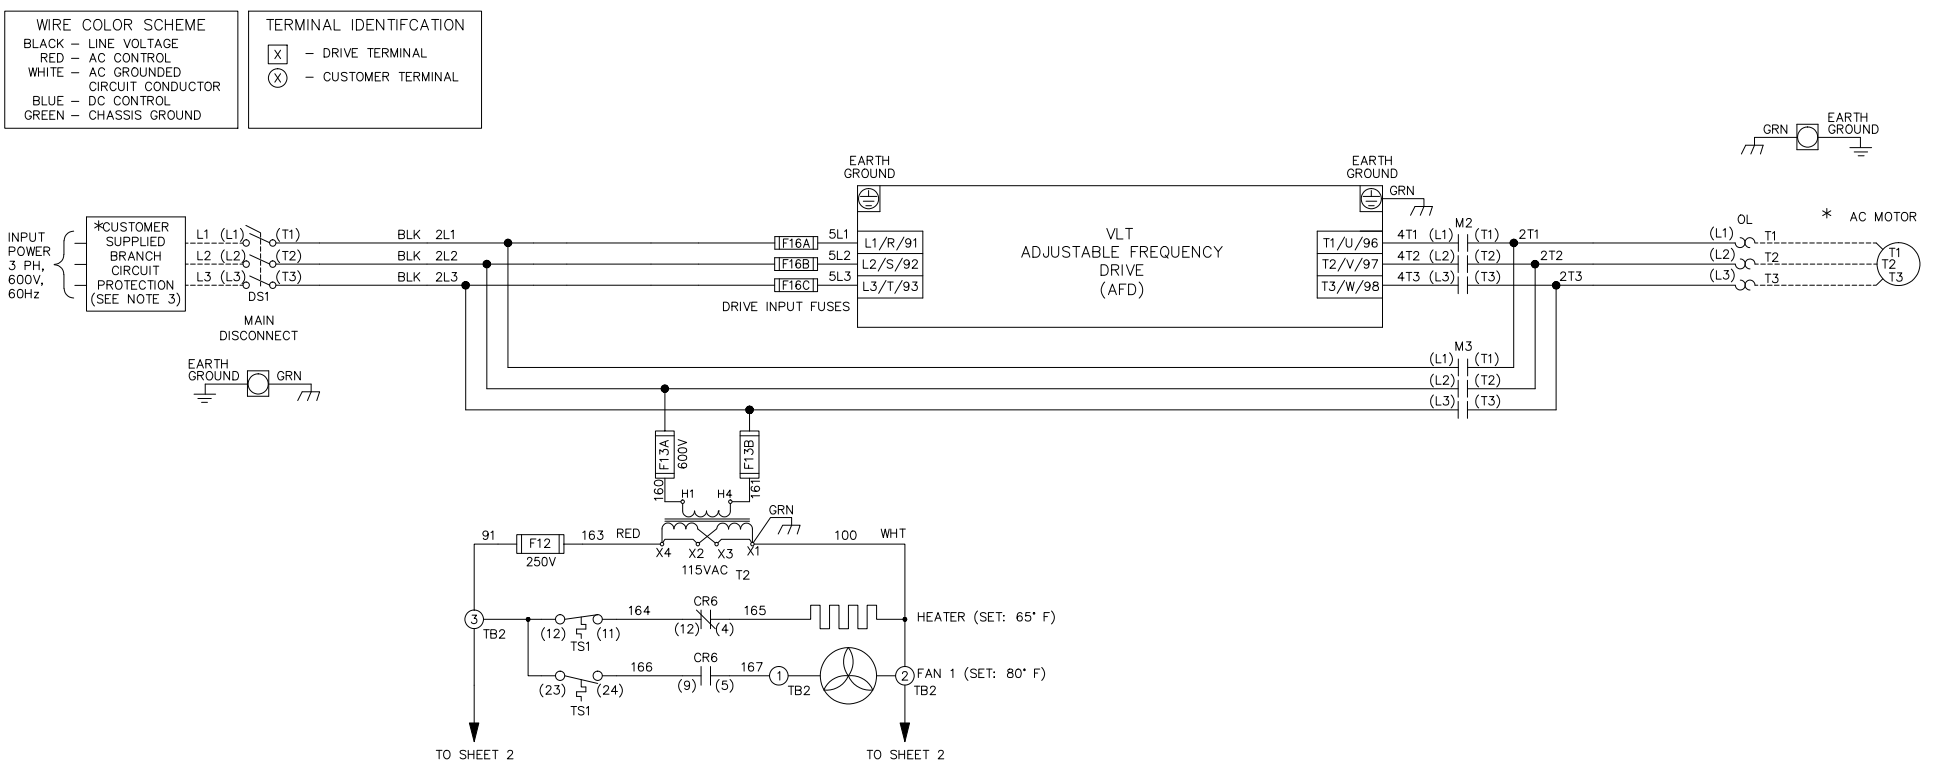 WIRE COLOR SCHEME
BLACK – LINE VOLTAGE
RED – AC CONTROL
WHITE – AC GROUNDED
CIRCUIT CONDUCTOR
BLUE – DC CONTROL
GREEN – CHASSIS GROUND
TERMINAL IDENTIFCATION
X – DRIVE TERMINAL
X – CUSTOMER TERMINAL
EARTH
GRN GROUND
EARTH
GROUND
EARTH
GROUND
GRN
INPUT
POWER
3 PH,
600V,
60Hz
*CUSTOMER
SUPPLIED
BRANCH
CIRCUIT
PROTECTION
(SEE NOTE 3)
L1 (L1) (T1)
L2 (L2) (T2)
L3 (L3) (T3)
DS1
MAIN
DISCONNECT
BLK 2L1
BLK 2L2
BLK 2L3
F16A 5L1
F16B 5L2
F16C 5L3
DRIVE INPUT FUSES
L1/R/91
L2/S/92
L3/T/93
VLT
ADJUSTABLE FREQUENCY
DRIVE
(AFD)
T1/U/96
T2/V/97
T3/W/98
M2
4T1 (L1) (T1) 2T1
4T2 (L2) (T2) 2T2
4T3 (L3) (T3) 2T3
OL
(L1) T1
(L2) T2
(L3) T3
* AC MOTOR
T1
T2
T3
M3
(L1) (T1)
(L2) (T2)
(L3) (T3)
EARTH
GROUND GRN
F13A
600V
F13B
160
161
H1 H4
GRN
91 F12 163 RED
250V
X4 X2 X3 X1
115VAC T2
100 WHT
3
TB2
(12) (11)
TS1
164
CR6
(12) (4)
165
HEATER (SET: 65° F)
(23) (24)
TS1
166
CR6
(9) (5)
167
1
TB2
2
TB2
FAN 1 (SET: 80° F)
TO SHEET 2
TO SHEET 2